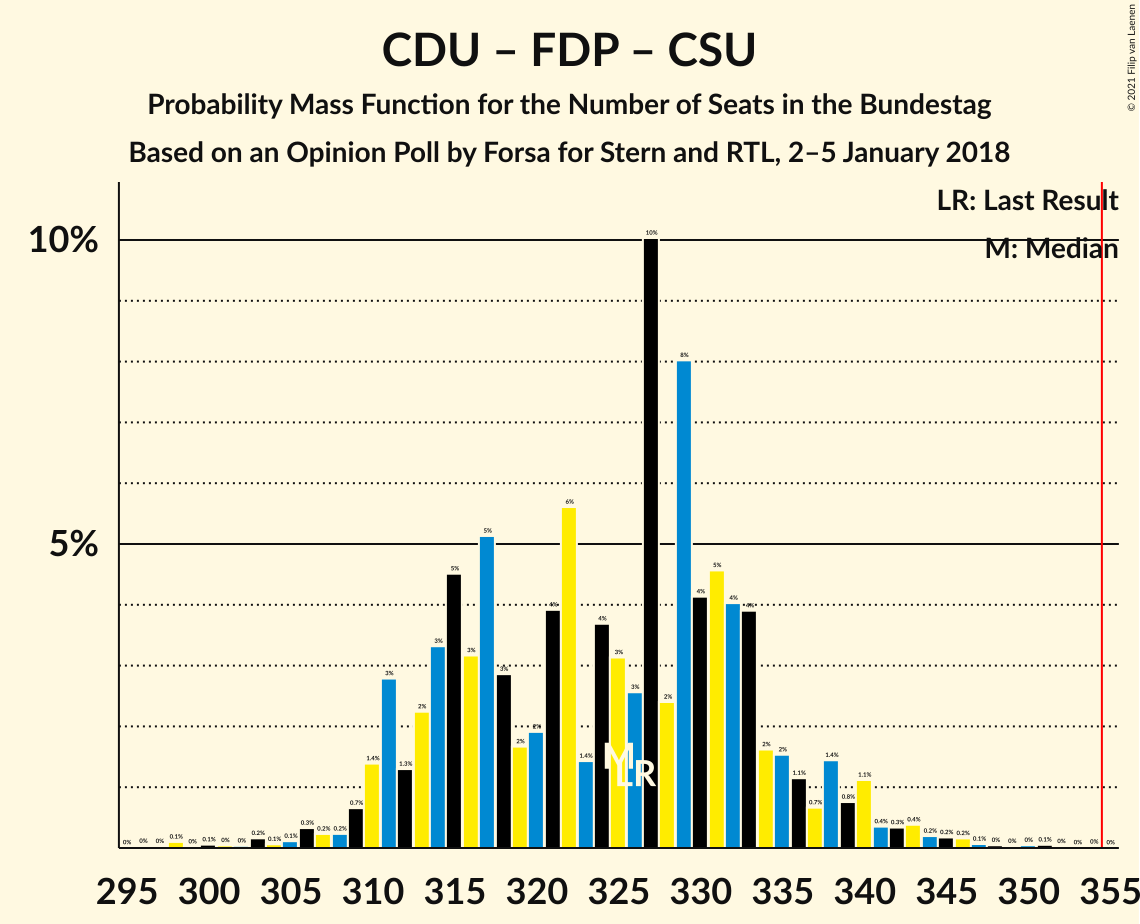 © 2021 Filip van Laenen
CDU – FDP – CSU
Probability Mass Function for the Number of Seats in the Bundestag
Based on an Opinion Poll by Forsa for Stern and RTL, 2–5 January 2018
LR: Last Result
M: Median
10%
5%
0% 0% 0% 0.1% 0% 0.1% 0% 0% 0.2% 0.1% 0.1% 0.3% 0.2% 0.2% 0.7% 1.4% 3% 1.3% 2% 3% 5% 3% 5% 3% 2% 2% 4% 6% 1.4% 4% 3% 3% 10% 2% 8% 4% 5% 4% 4% 2% 2% 1.1% 0.7% 1.4% 0.8% 1.1% 0.4% 0.3% 0.4% 0.2% 0.2% 0.2% 0.1% 0% 0% 0% 0.1% 0% 0% 0% 0%
M
LR
295 300 305 310 315 320 325 330 335 340 345 350 355